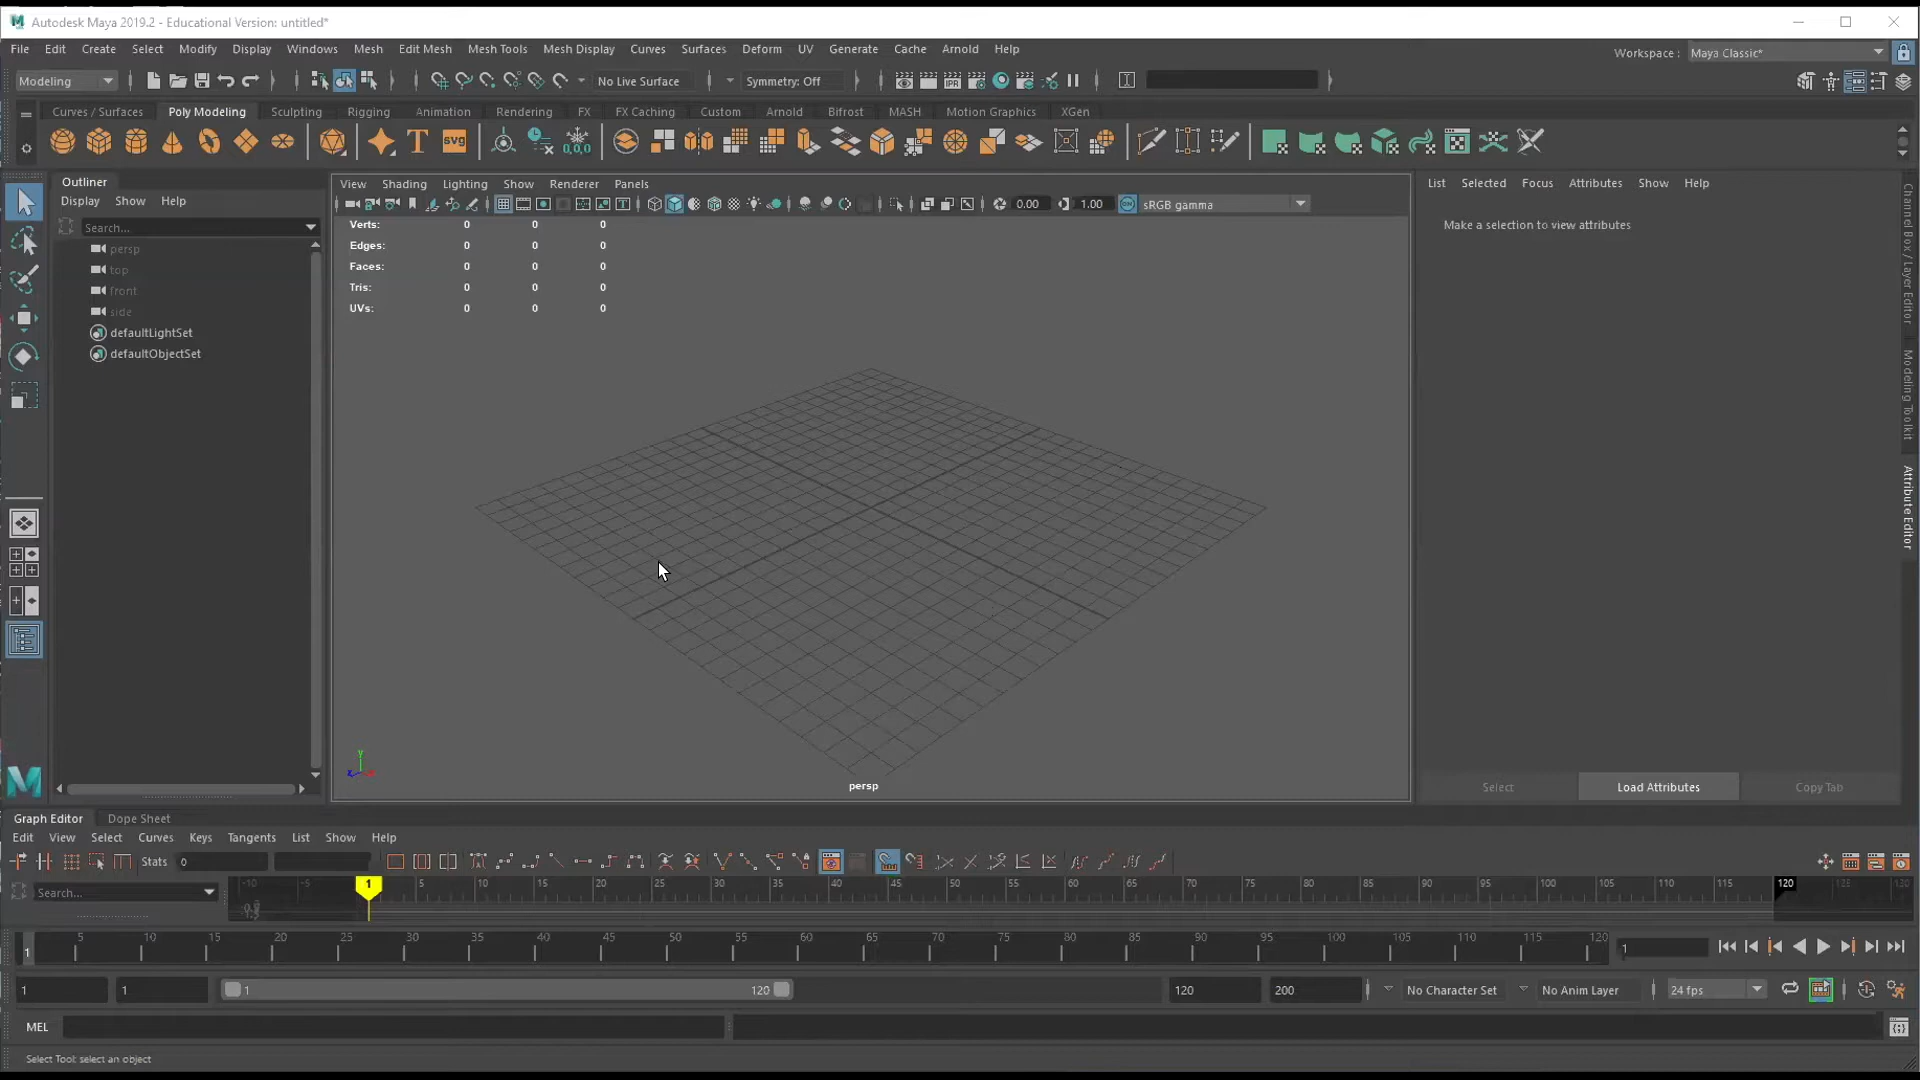 Autodesk Maya 2019.2 - Educational Version: untitled*
File Edit Create Select Modify Display Windows Mesh Edit Mesh Mesh Tools Mesh Display Curves Surfaces Deform UV Generate Cache Arnold Help
Workspace : Maya Classic*
Modeling
No Live Surface
Symmetry: Off
Curves / Surfaces Poly Modeling Sculpting Rigging Animation Rendering FX FX Caching Custom Arnold Bifrost MASH Motion Graphics XGen
T svg 0,0,0
Outliner
Display Show Help
Search...
persp
top
front
side
defaultLightSet
defaultObjectSet
View Shading Lighting Show Renderer Panels
0.00 1.00 sRGB gamma
Verts: 0 0 0
Edges: 0 0 0
Faces: 0 0 0
Tris: 0 0 0
UVs: 0 0 0
y
persp
List Selected Focus Attributes Show Help
Make a selection to view attributes
Select Load Attributes Copy Tab
Channel Box / Layer Editor
Modeling Toolkit
Attribute Editor
Graph Editor Dope Sheet
Edit View Select Curves Keys Tangents List Show Help
Stats 0
Search...
-10 -5 1 5 10 15 20 25 30 35 40 45 50 55 60 65 70 75 80 85 90 95 100 105 110 115 120 125 130
1 5 10 15 20 25 30 35 40 45 50 55 60 65 70 75 80 85 90 95 100 105 110 115 120 1
1 1 1 120 120 200 No Character Set No Anim Layer 24 fps
MEL
Select Tool: select an object